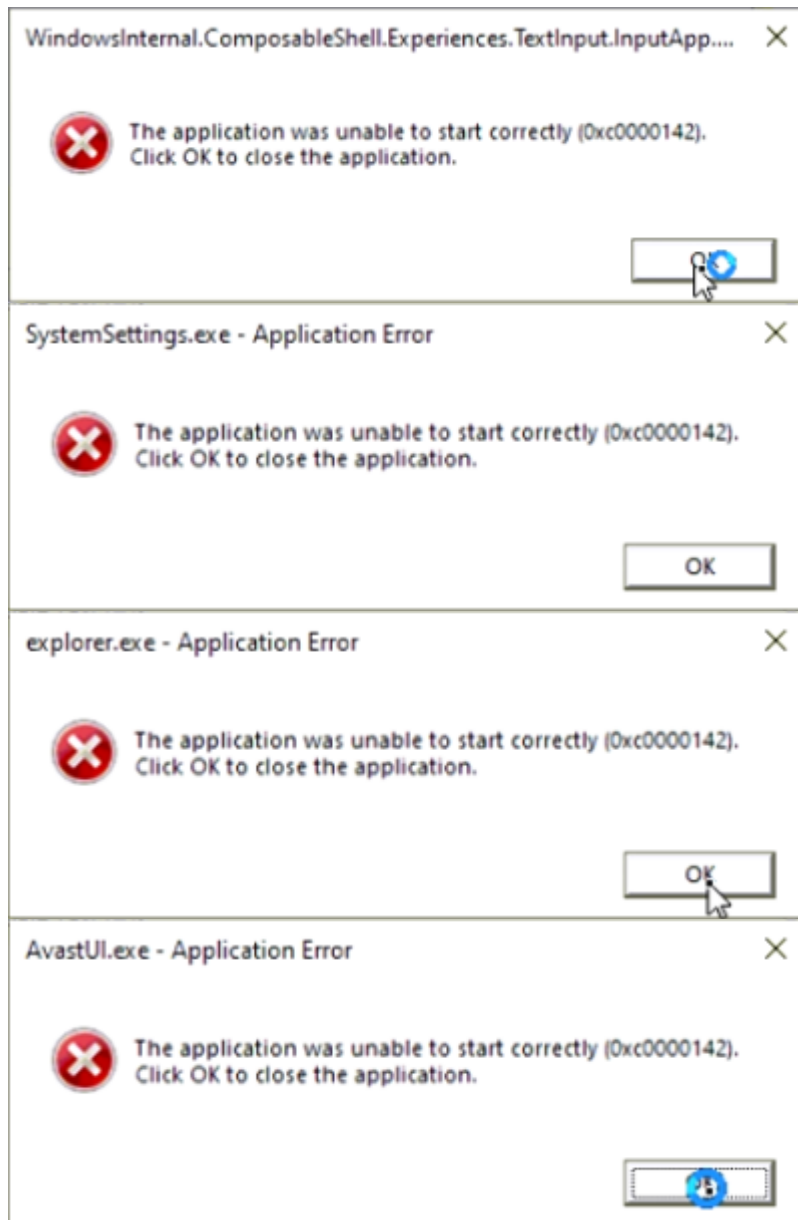 WindowsInternal.ComposableShell.Experiences.TextInput.InputApp....
The application was unable to start correctly (0xc0000142).
Click OK to close the application.
SystemSettings.exe - Application Error
The application was unable to start correctly (0xc0000142).
Click OK to close the application.
OK
explorer.exe - Application Error
The application was unable to start correctly (0xc0000142).
Click OK to close the application.
OK
AvastUI.exe - Application Error
The application was unable to start correctly (0xc0000142).
Click OK to close the application.